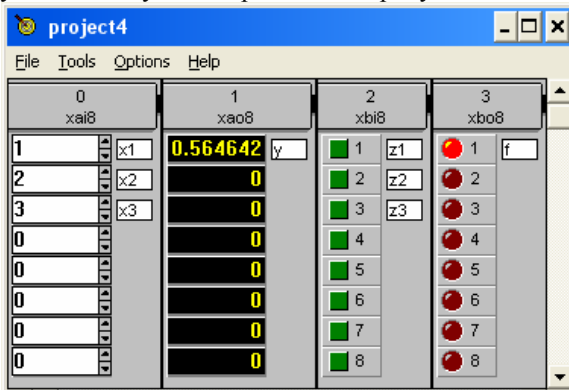 project4
File Tools Options Help
0 1 2 3
xai8 xao8 xbi8 xbo8
1 x1 0.564642 y 1 z1 1 f
2 x2 0 2 z2 2
3 x3 0 3 z3 3
0 0 4 4
0 0 5 5
0 0 6 6
0 0 7 7
0 0 8 8